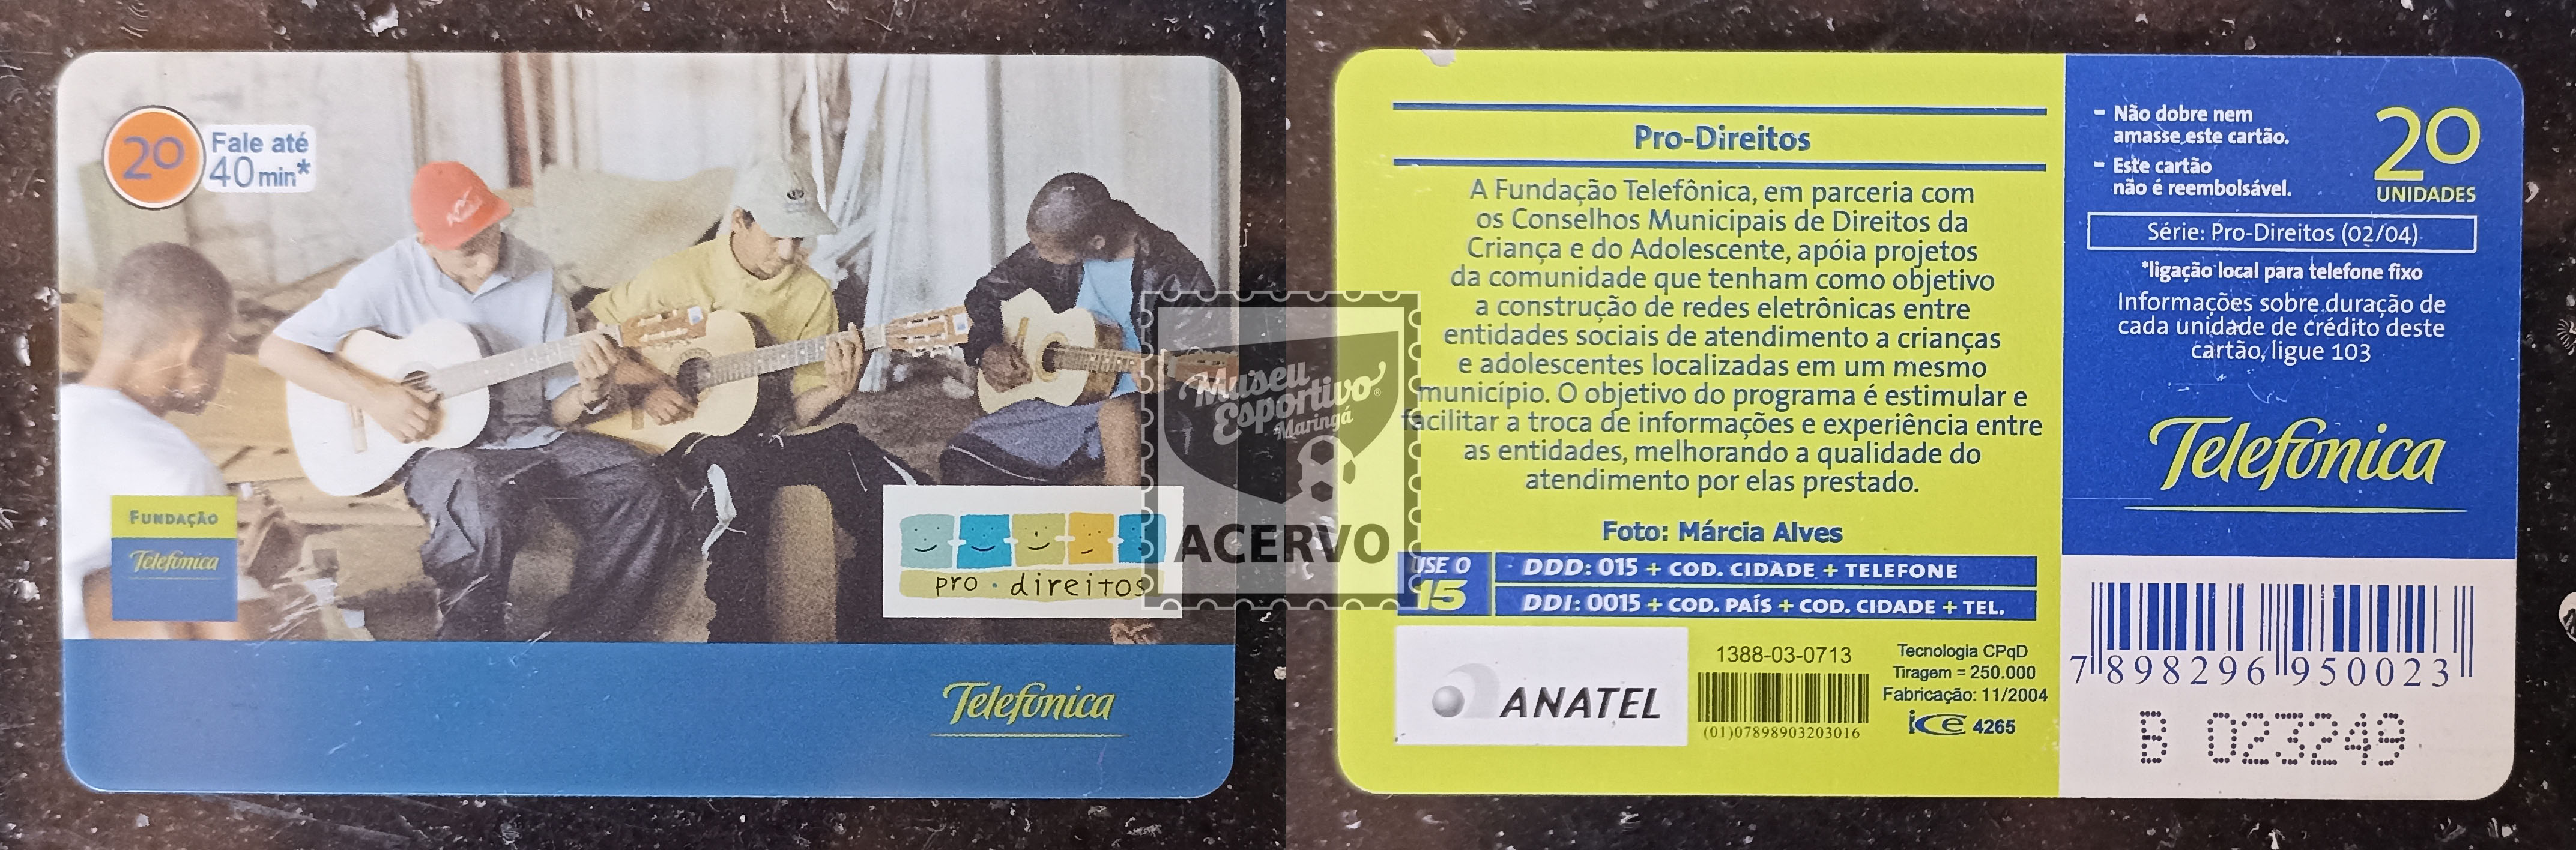 20
Fale até
40 min*
FUNDAÇÃO
Telefonica
pro · direitos
Telefonica
Museu
Esportivo
Maringá
ACERVO
Pro-Direitos
A Fundação Telefônica, em parceria com
os Conselhos Municipais de Direitos da
Criança e do Adolescente, apóia projetos
da comunidade que tenham como objetivo
a construção de redes eletrônicas entre
entidades sociais de atendimento a crianças
e adolescentes localizadas em um mesmo
município. O objetivo do programa é estimular e
facilitar a troca de informações e experiência entre
as entidades, melhorando a qualidade do
atendimento por elas prestado.
Foto: Márcia Alves
USE O
15
DDD: 015 + COD. CIDADE + TELEFONE
DDI: 0015 + COD. PAÍS + COD. CIDADE + TEL.
ANATEL
1388-03-0713
(01)07898903203016
Tecnologia CPqD
Tiragem = 250.000
Fabricação: 11/2004
ice 4265
- Não dobre nem
amasse este cartão.
- Este cartão
não é reembolsável.
20
UNIDADES
Série: Pro-Direitos (02/04)
*ligação local para telefone fixo
Informações sobre duração de
cada unidade de crédito deste
cartão, ligue 103
Telefonica
7 898296 950023
B 023249